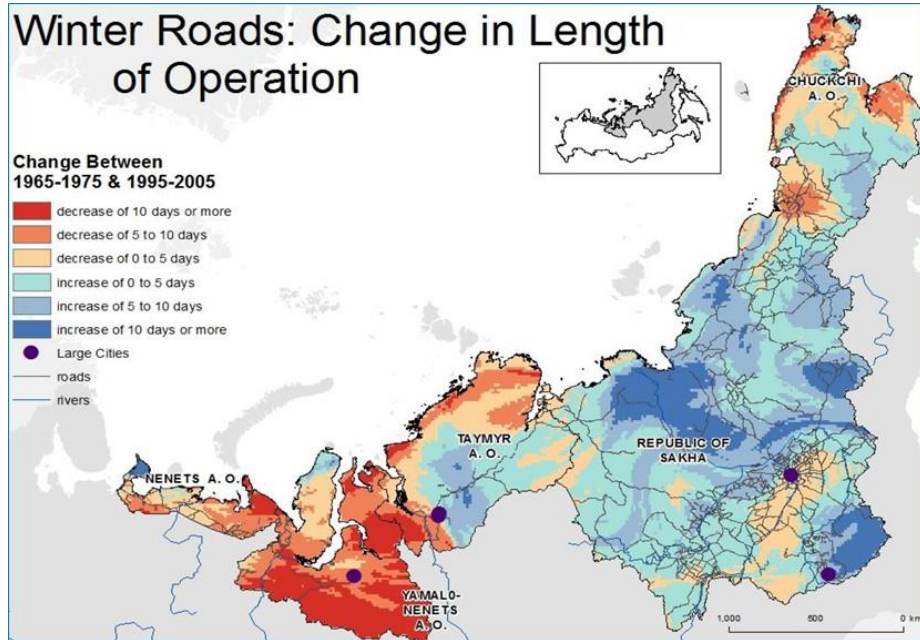 Winter Roads: Change in Length
of Operation
Change Between
1965-1975 & 1995-2005
decrease of 10 days or more
decrease of 5 to 10 days
decrease of 0 to 5 days
increase of 0 to 5 days
increase of 5 to 10 days
increase of 10 days or more
Large Cities
roads
rivers
CHUCKCHI
A. O.
NENETS A. O.
TAYMYR
A. O.
REPUBLIC OF
SAKHA
YAMAL0-
NENETS
A. O.
1,000 500 0 km